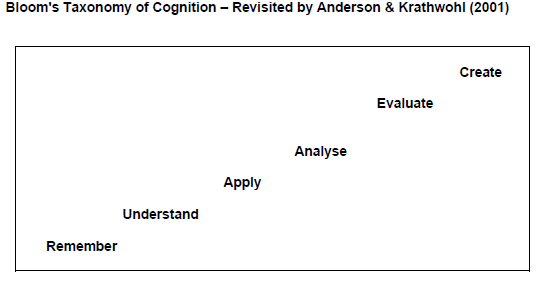 Bloom's Taxonomy of Cognition – Revisited by Anderson & Krathwohl (2001)
Create
Evaluate
Analyse
Apply
Understand
Remember